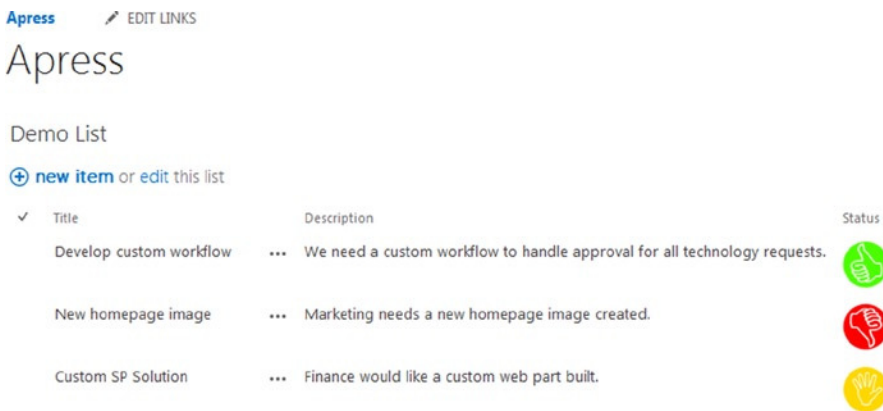 Apress EDIT LINKS
Apress
Demo List
new item or edit this list
Title Description Status
Develop custom workflow ... We need a custom workflow to handle approval for all technology requests.
New homepage image ... Marketing needs a new homepage image created.
Custom SP Solution ... Finance would like a custom web part built.